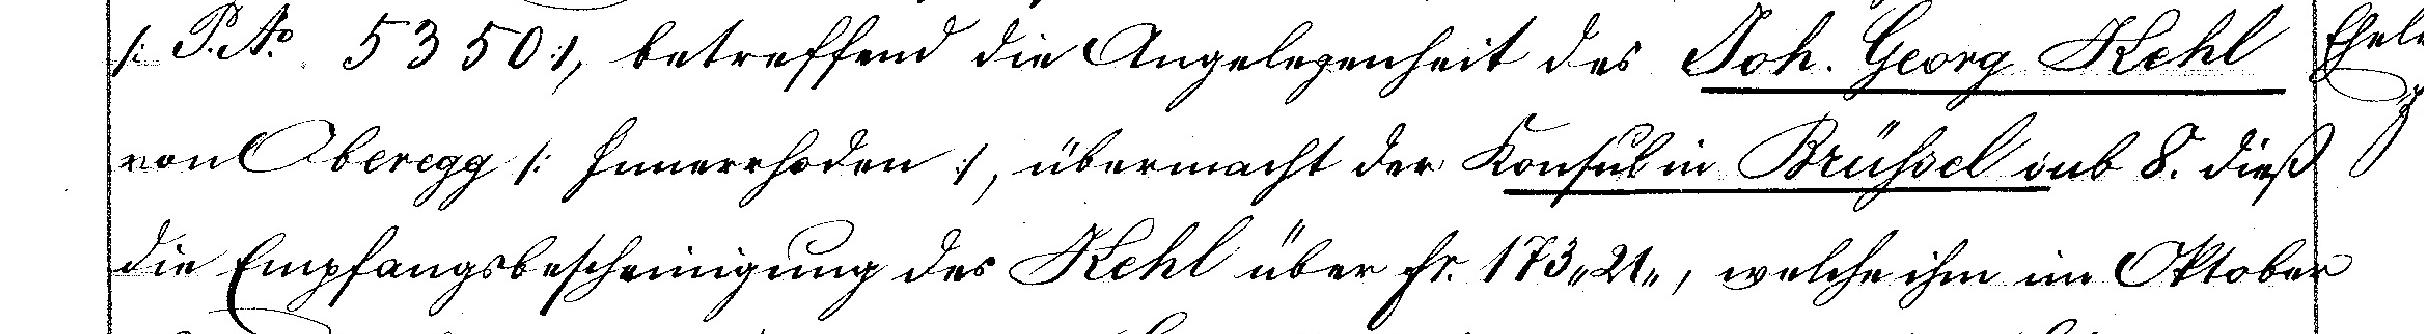 /: P. No 5350 :/, betreffend die Angelegenheit des Joh. Georg Kehl
von Oberegg /: Innerrhoden :/, übermacht der Konsul in Brüssel sub 8. dieß
die Empfangsbescheinigung des Kehl über fr. 173„21„, welche ihm im Oktober